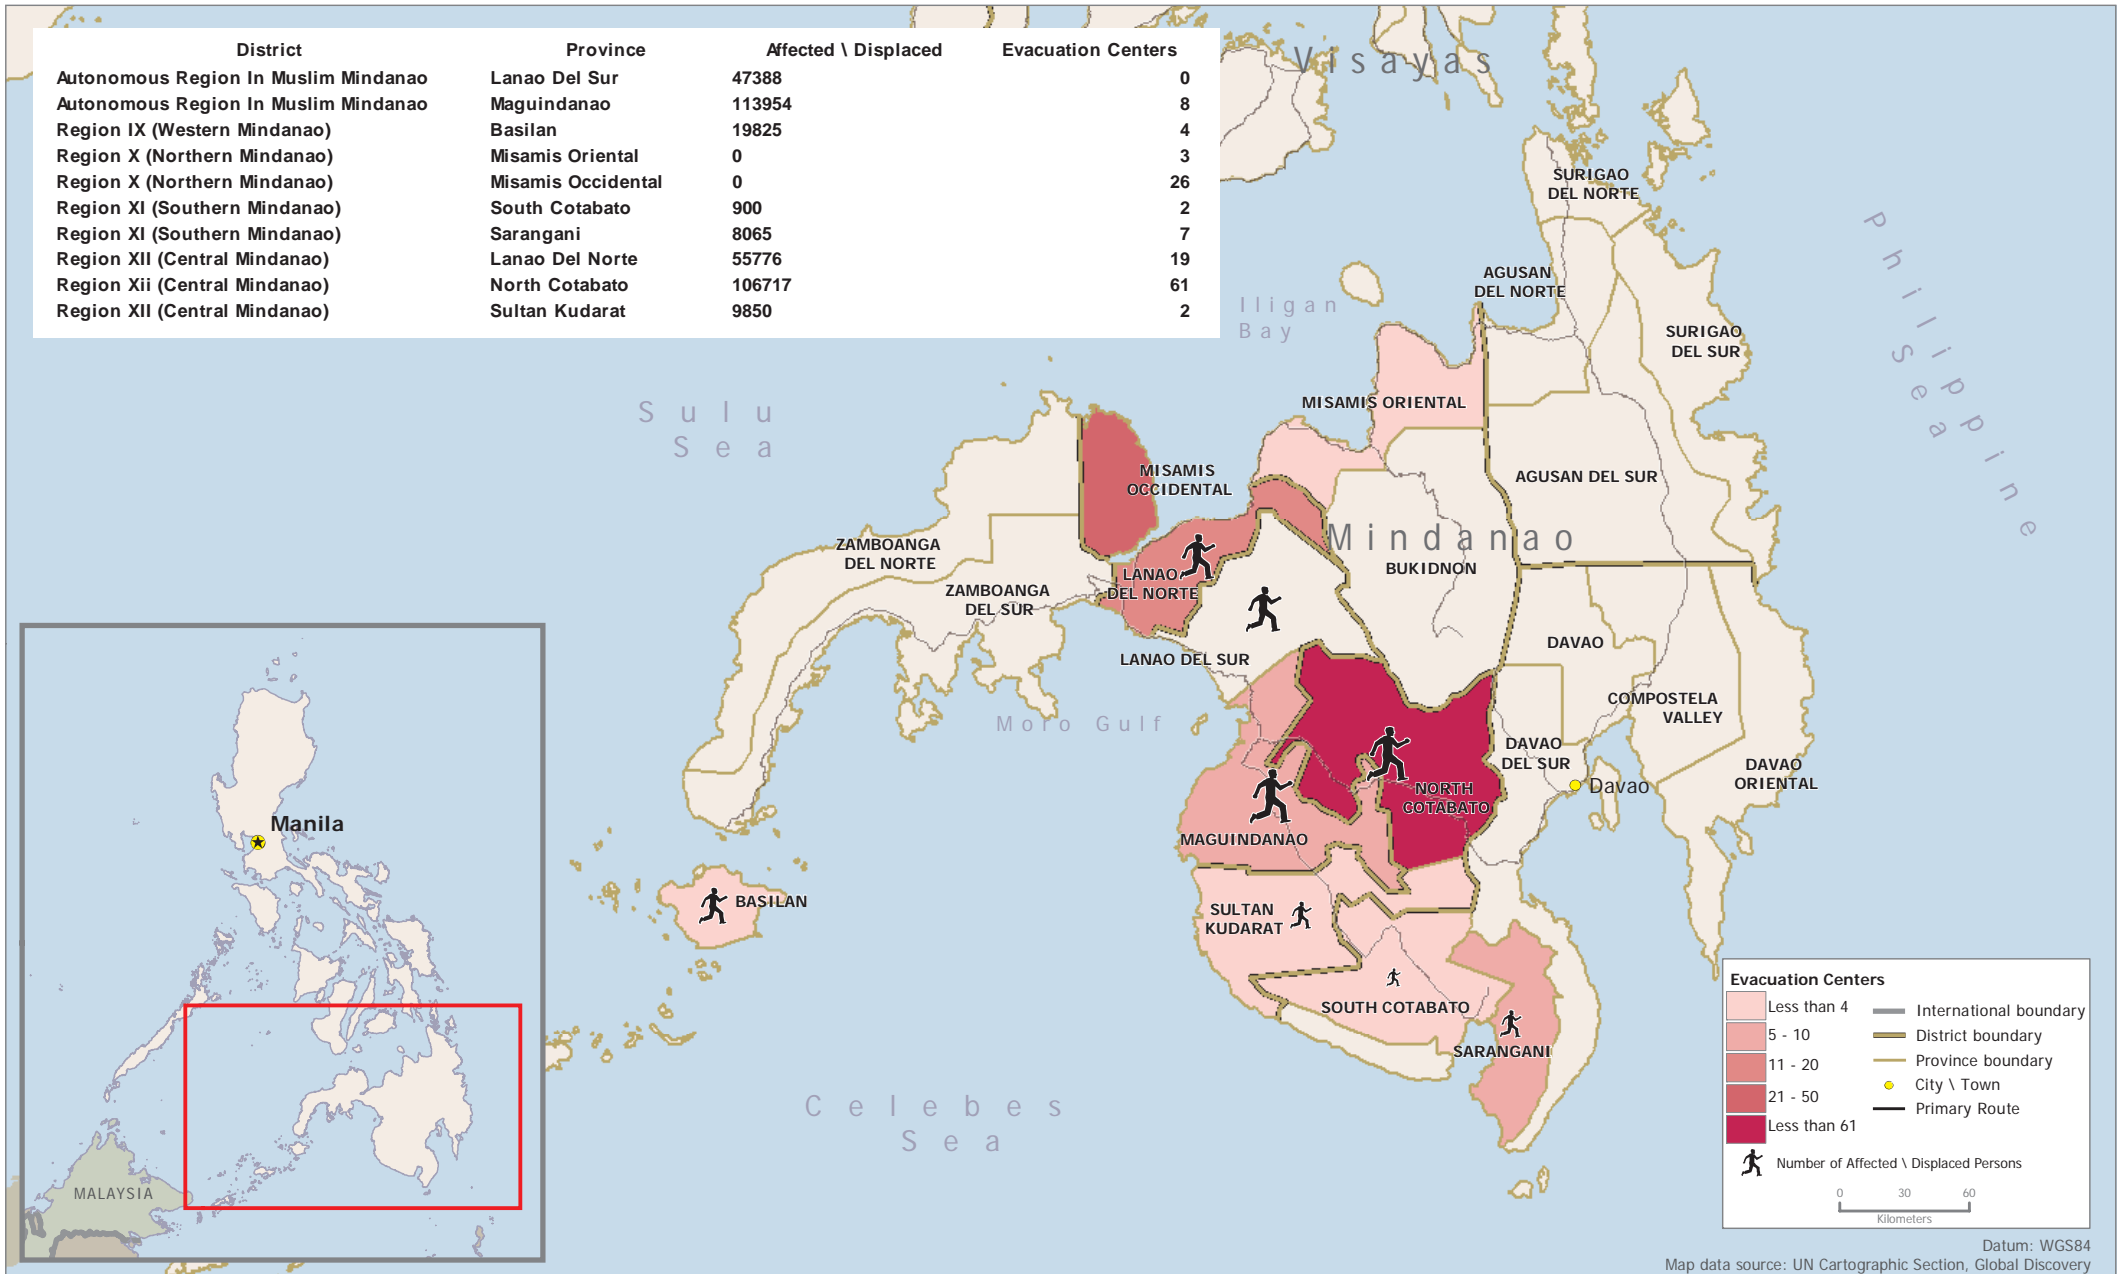 District Province Affected \ Displaced Evacuation Centers
Autonomous Region In Muslim Mindanao Lanao Del Sur 47388 0
Autonomous Region In Muslim Mindanao Maguindanao 113954 8
Region IX (Western Mindanao) Basilan 19825 4
Region X (Northern Mindanao) Misamis Oriental 0 3
Region X (Northern Mindanao) Misamis Occidental 0 26
Region XI (Southern Mindanao) South Cotabato 900 2
Region XI (Southern Mindanao) Sarangani 8065 7
Region XII (Central Mindanao) Lanao Del Norte 55776 19
Region Xii (Central Mindanao) North Cotabato 106717 61
Region XII (Central Mindanao) Sultan Kudarat 9850 2
Visayas
SURIGAO
DEL NORTE
Philippine
Sea
AGUSAN
DEL NORTE
Iligan
Bay
SURIGAO
DEL SUR
Sulu
Sea
MISAMIS ORIENTAL
MISAMIS
OCCIDENTAL
AGUSAN DEL SUR
Mindanao
ZAMBOANGA
DEL NORTE
BUKIDNON
LANAO
DEL NORTE
ZAMBOANGA
DEL SUR
DAVAO
LANAO DEL SUR
COMPOSTELA
VALLEY
Moro Gulf
DAVAO
DEL SUR
DAVAO
ORIENTAL
Davao
NORTH
COTABATO
MAGUINDANAO
BASILAN
SULTAN
KUDARAT
SOUTH COTABATO
SARANGANI
Celebes
Sea
Manila
MALAYSIA
Evacuation Centers
Less than 4
5 - 10
11 - 20
21 - 50
Less than 61
International boundary
District boundary
Province boundary
City \ Town
Primary Route
Number of Affected \ Displaced Persons
0 30 60
Kilometers
Datum: WGS84
Map data source: UN Cartographic Section, Global Discovery